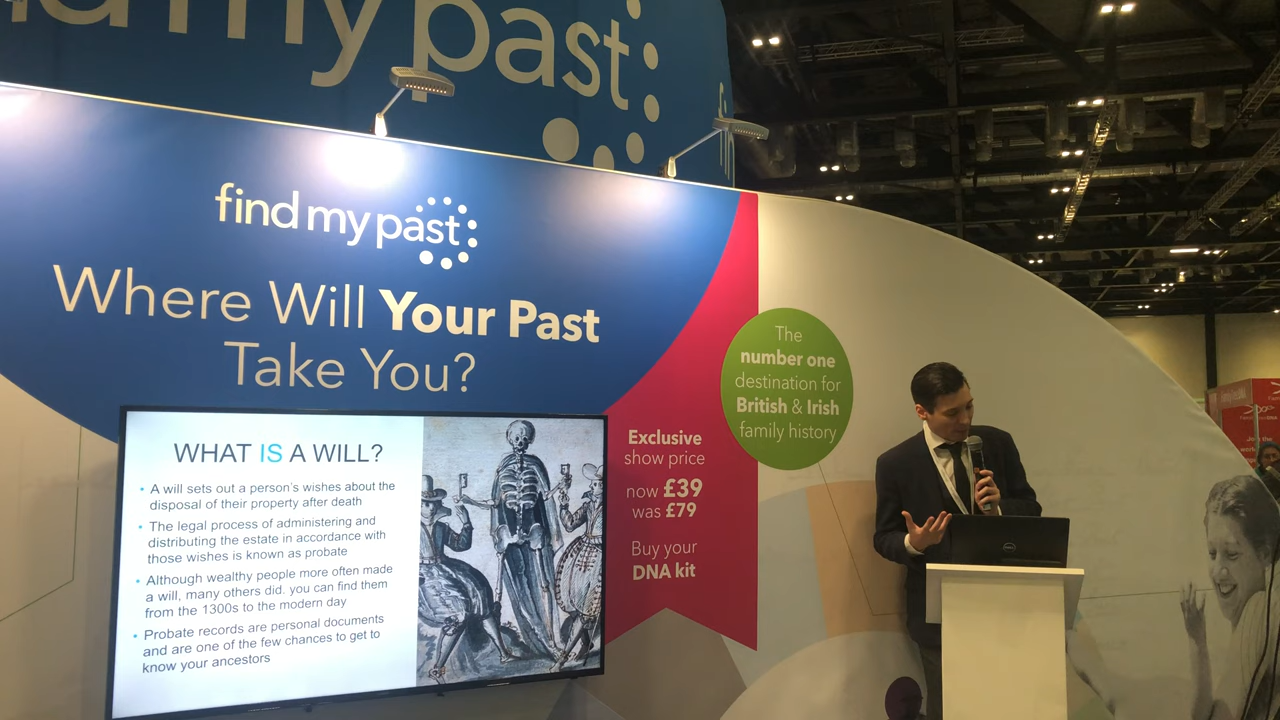 d my past
find my past
Where Will Your Past
Take You?
The
number one
destination for
British & Irish
family history
Exclusive
show price
now £39
was £79
Buy your
DNA kit
WHAT IS A WILL?
• A will sets out a person's wishes about the
disposal of their property after death
• The legal process of administering and
distributing the estate in accordance with
those wishes is known as probate
• Although wealthy people more often made
a will, many others did. you can find them
from the 1300s to the modern day
• Probate records are personal documents
and are one of the few chances to get to
know your ancestors
DELL
Join the